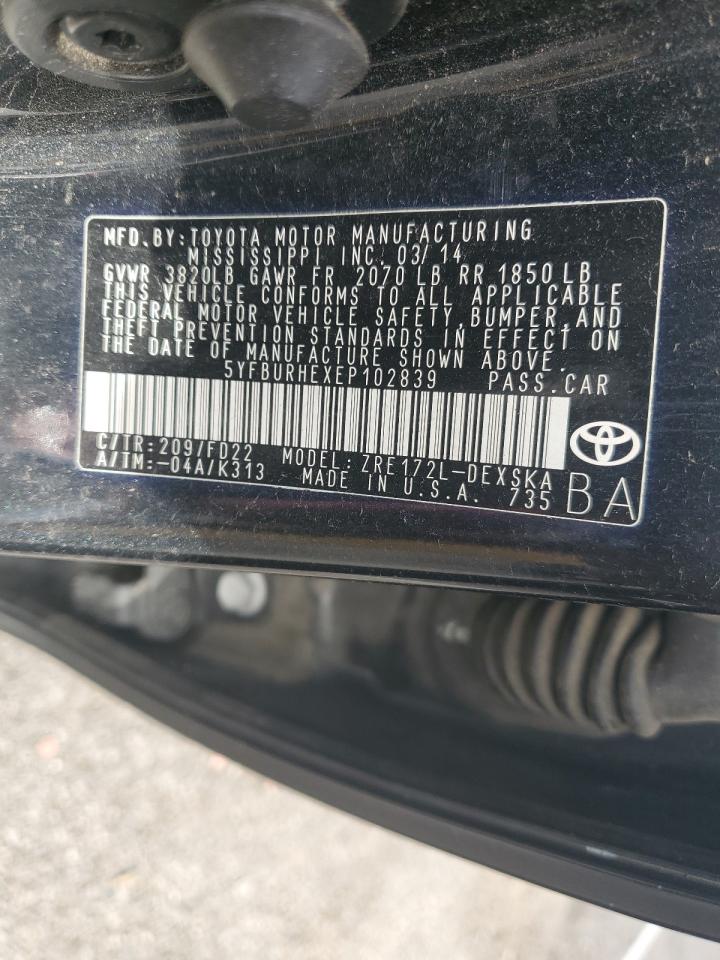 MFD.BY:TOYOTA MOTOR MANUFACTURING
MISSISSIPPI INC.03/14
GVWR 3820LB GAWR FR 2070 LB RR 1850LB
THIS VEHICLE CONFORMS TO ALL APPLICABLE
FEDERAL MOTOR VEHICLE SAFETY,BUMPER,AND
THEFT PREVENTION STANDARDS IN EFFECT ON
THE DATE OF MANUFACTURE SHOWN ABOVE.
5YFBURHEXEP102839 PASS.CAR
C/TR:209/FD22 MODEL:ZRE172L-DEXSKA
A/TM:-04A/K313 MADE IN U.S.A. 735
BA